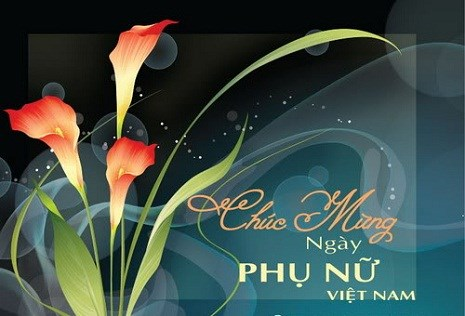 Chúc Mừng
Ngày
PHỤ NỮ
VIỆT NAM